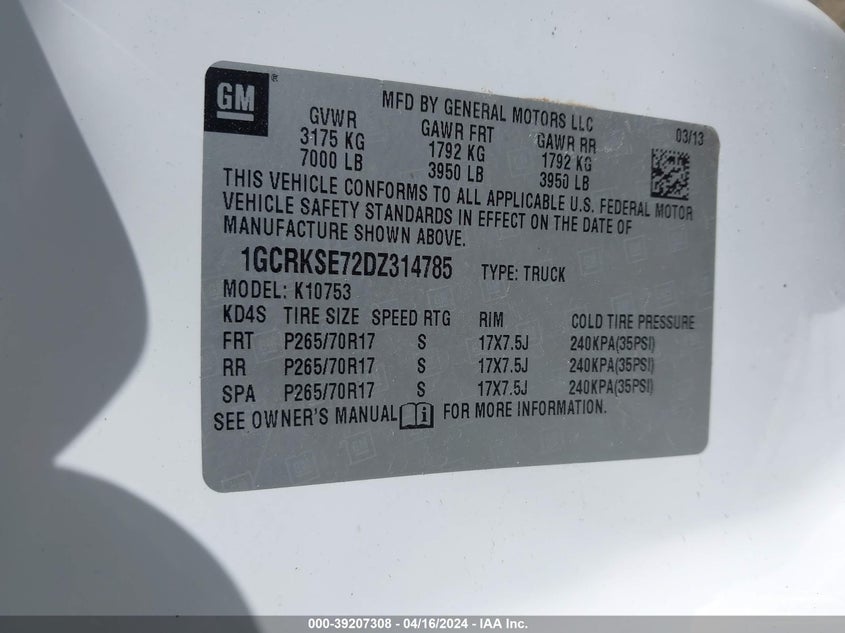 GM®
MFD BY GENERAL MOTORS LLC
03/13
GVWR GAWR FRT GAWR RR
3175 KG 1792 KG 1792 KG
7000 LB 3950 LB 3950 LB
THIS VEHICLE CONFORMS TO ALL APPLICABLE U.S. FEDERAL MOTOR
VEHICLE SAFETY STANDARDS IN EFFECT ON THE DATE OF
MANUFACTURE SHOWN ABOVE.
1GCRKSE72DZ314785 TYPE: TRUCK
MODEL: K10753
KD4S TIRE SIZE SPEED RTG RIM COLD TIRE PRESSURE
FRT P265/70R17 S 17X7.5J 240KPA(35PSI)
RR P265/70R17 S 17X7.5J 240KPA(35PSI)
SPA P265/70R17 S 17X7.5J 240KPA(35PSI)
SEE OWNER'S MANUAL FOR MORE INFORMATION.
000-39207308 - 04/16/2024 - IAA Inc.